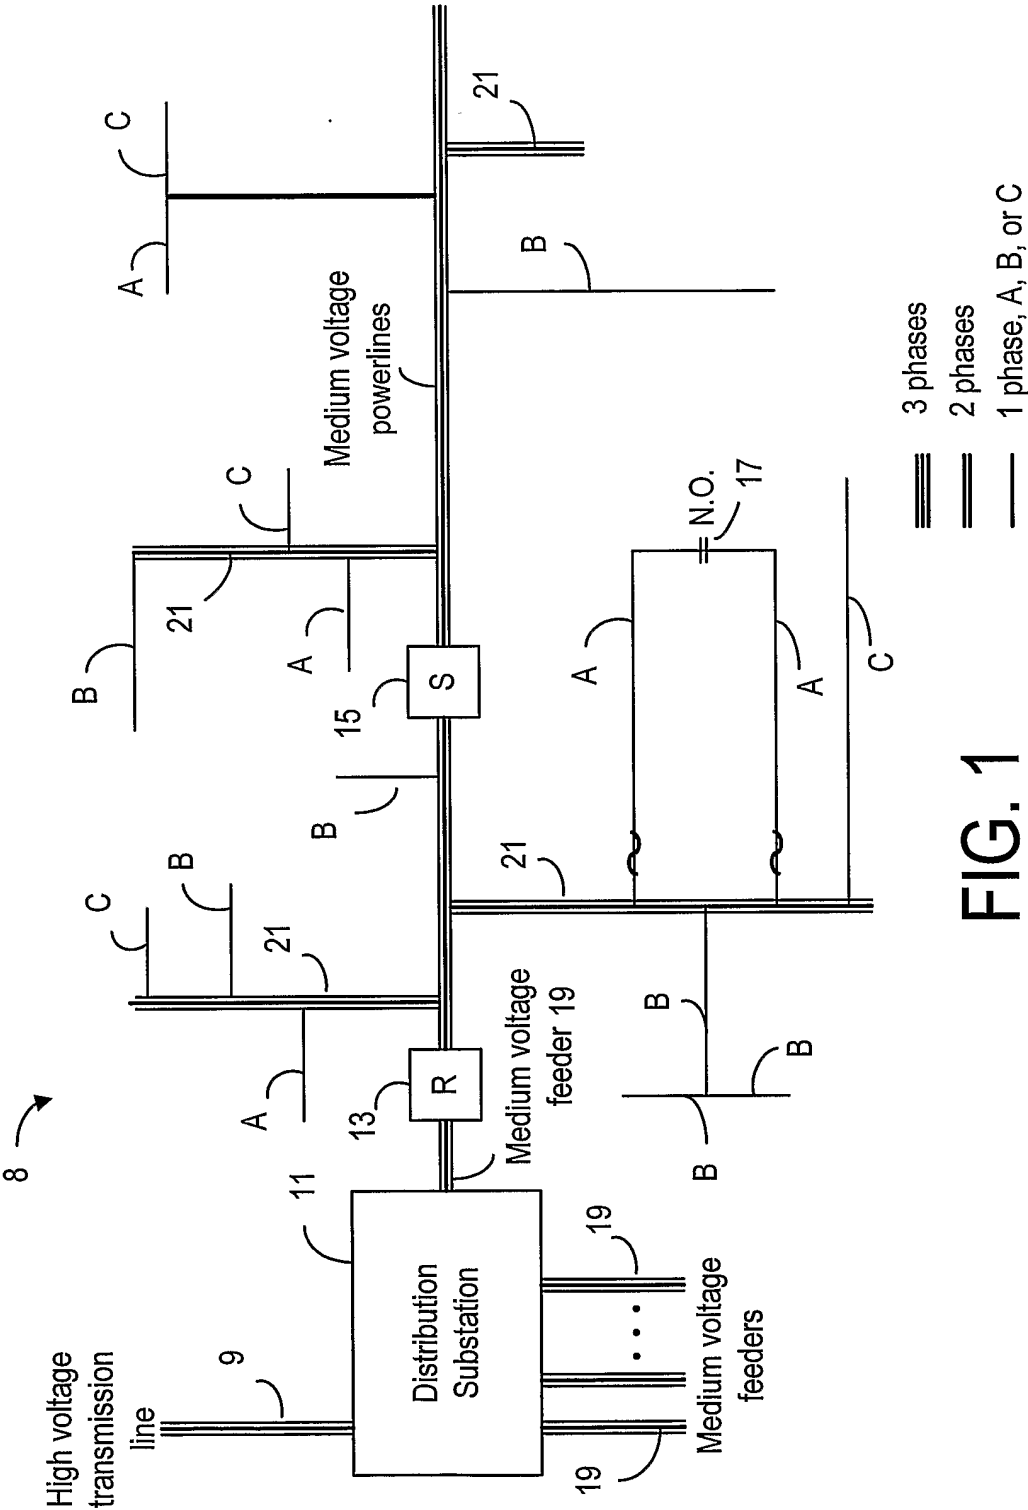 8
High voltage
transmission
line
9
11
Distribution
Substation
19
Medium voltage
feeders
19
13
R
Medium voltage
feeder 19
A
21
C
B
B
15
S
B
21
A
C
Medium voltage
powerlines
A
C
21
B
21
B
B
B
A
A
C
N.O.
17
3 phases
2 phases
1 phase, A, B, or C
FIG. 1